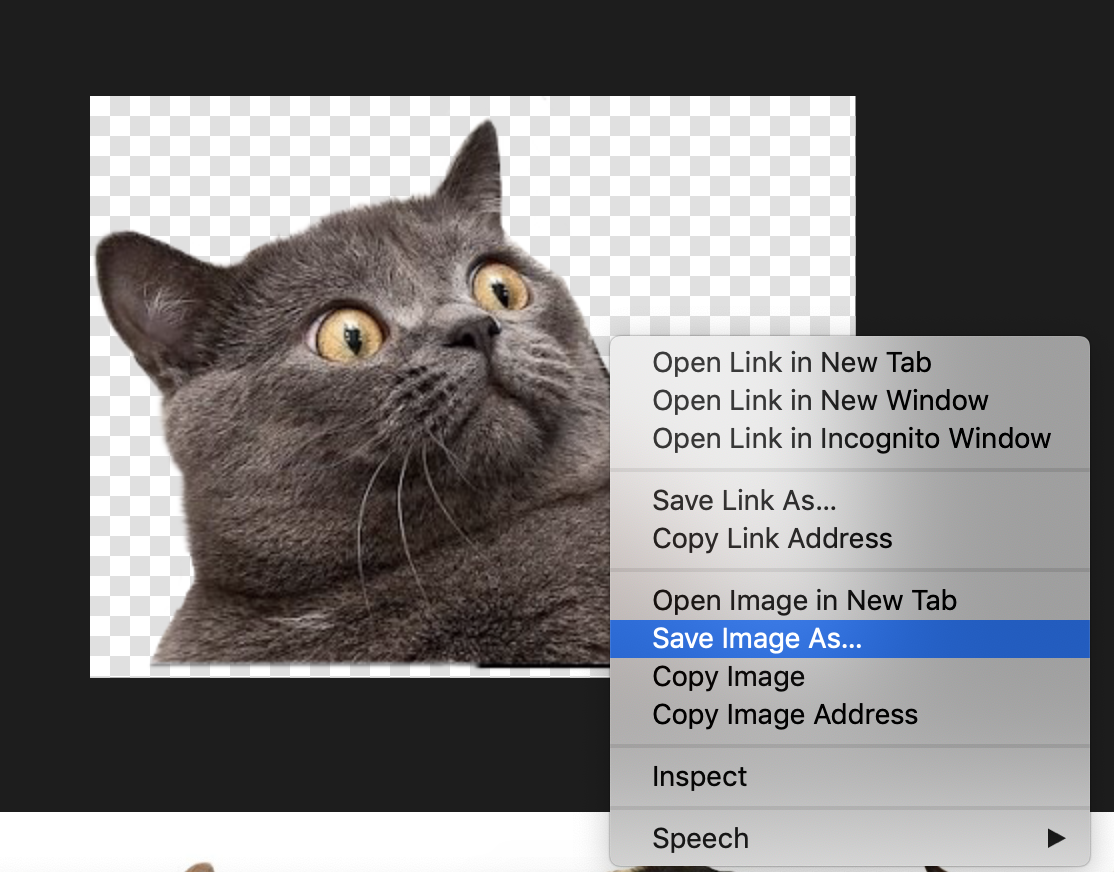 Open Link in New Tab
Open Link in New Window
Open Link in Incognito Window
Save Link As...
Copy Link Address
Open Image in New Tab
Save Image As...
Copy Image
Copy Image Address
Inspect
Speech